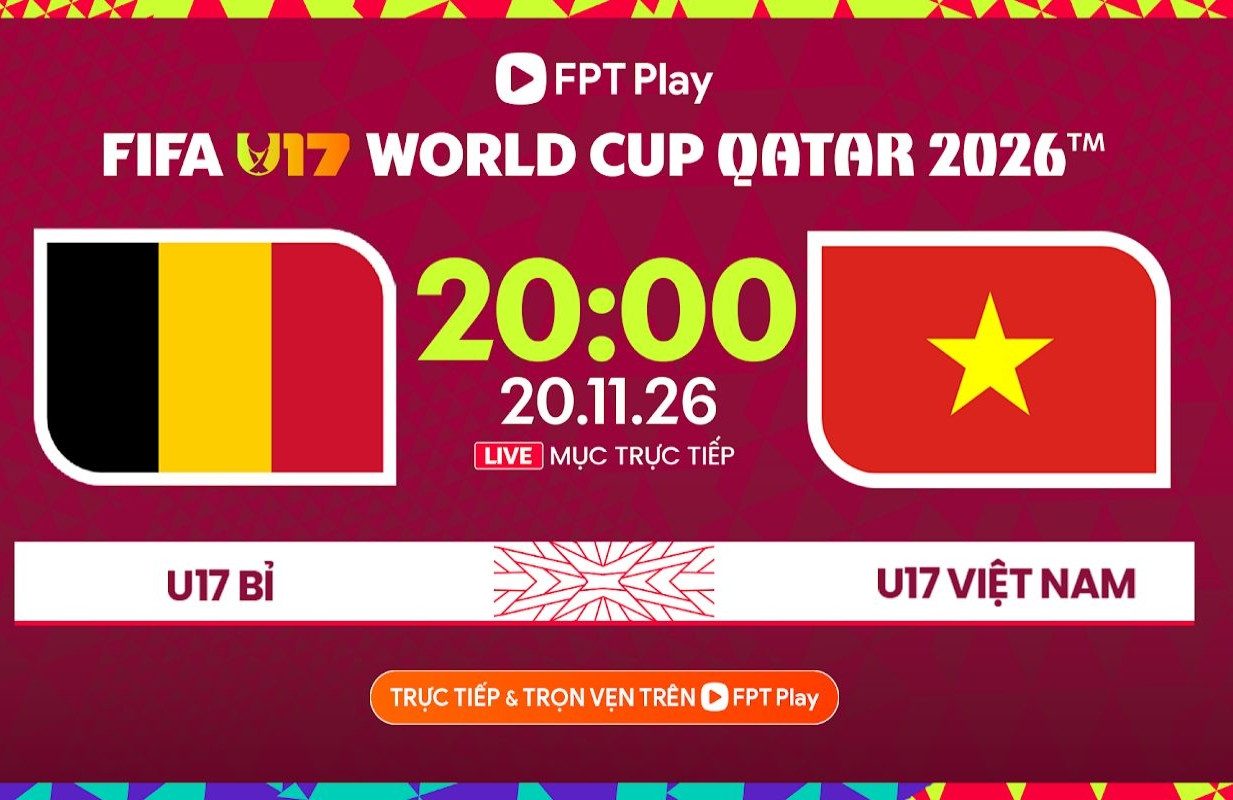 FPT Play
FIFA U17 WORLD CUP QATAR 2026™
20:00
20.11.26
LIVE MỤC TRỰC TIẾP
U17 BỈ
U17 VIỆT NAM
TRỰC TIẾP & TRỌN VẸN TRÊN FPT Play